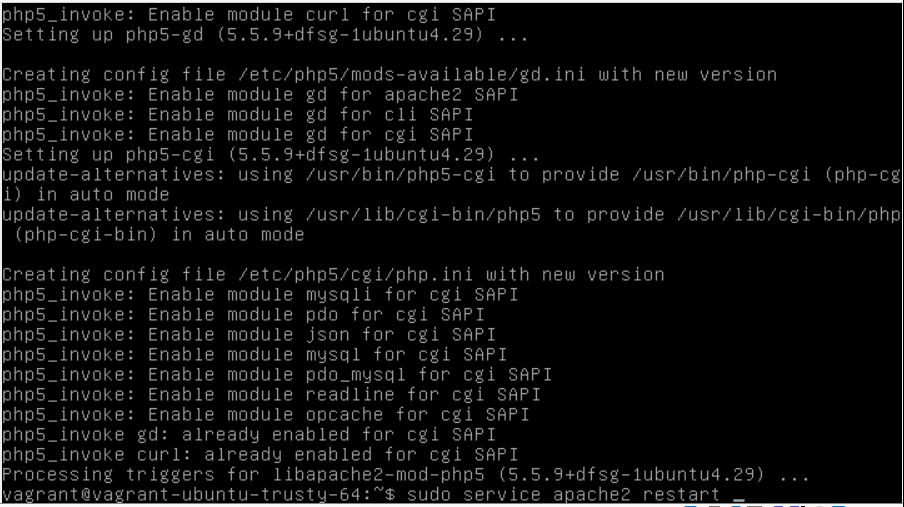 php5_invoke: Enable module curl for cgi SAPI
Setting up php5-gd (5.5.9+dfsg-1ubuntu4.29) ...
Creating config file /etc/php5/mods-available/gd.ini with new version
php5_invoke: Enable module gd for apache2 SAPI
php5_invoke: Enable module gd for cli SAPI
php5_invoke: Enable module gd for cgi SAPI
Setting up php5-cgi (5.5.9+dfsg-1ubuntu4.29) ...
update-alternatives: using /usr/bin/php5-cgi to provide /usr/bin/php-cgi (php-cg
i) in auto mode
update-alternatives: using /usr/lib/cgi-bin/php5 to provide /usr/lib/cgi-bin/php
 (php-cgi-bin) in auto mode
Creating config file /etc/php5/cgi/php.ini with new version
php5_invoke: Enable module mysqli for cgi SAPI
php5_invoke: Enable module pdo for cgi SAPI
php5_invoke: Enable module json for cgi SAPI
php5_invoke: Enable module mysql for cgi SAPI
php5_invoke: Enable module pdo_mysql for cgi SAPI
php5_invoke: Enable module readline for cgi SAPI
php5_invoke: Enable module opcache for cgi SAPI
php5_invoke gd: already enabled for cgi SAPI
php5_invoke curl: already enabled for cgi SAPI
Processing triggers for libapache2-mod-php5 (5.5.9+dfsg-1ubuntu4.29) ...
vagrant@vagrant-ubuntu-trusty-64:~$ sudo service apache2 restart _